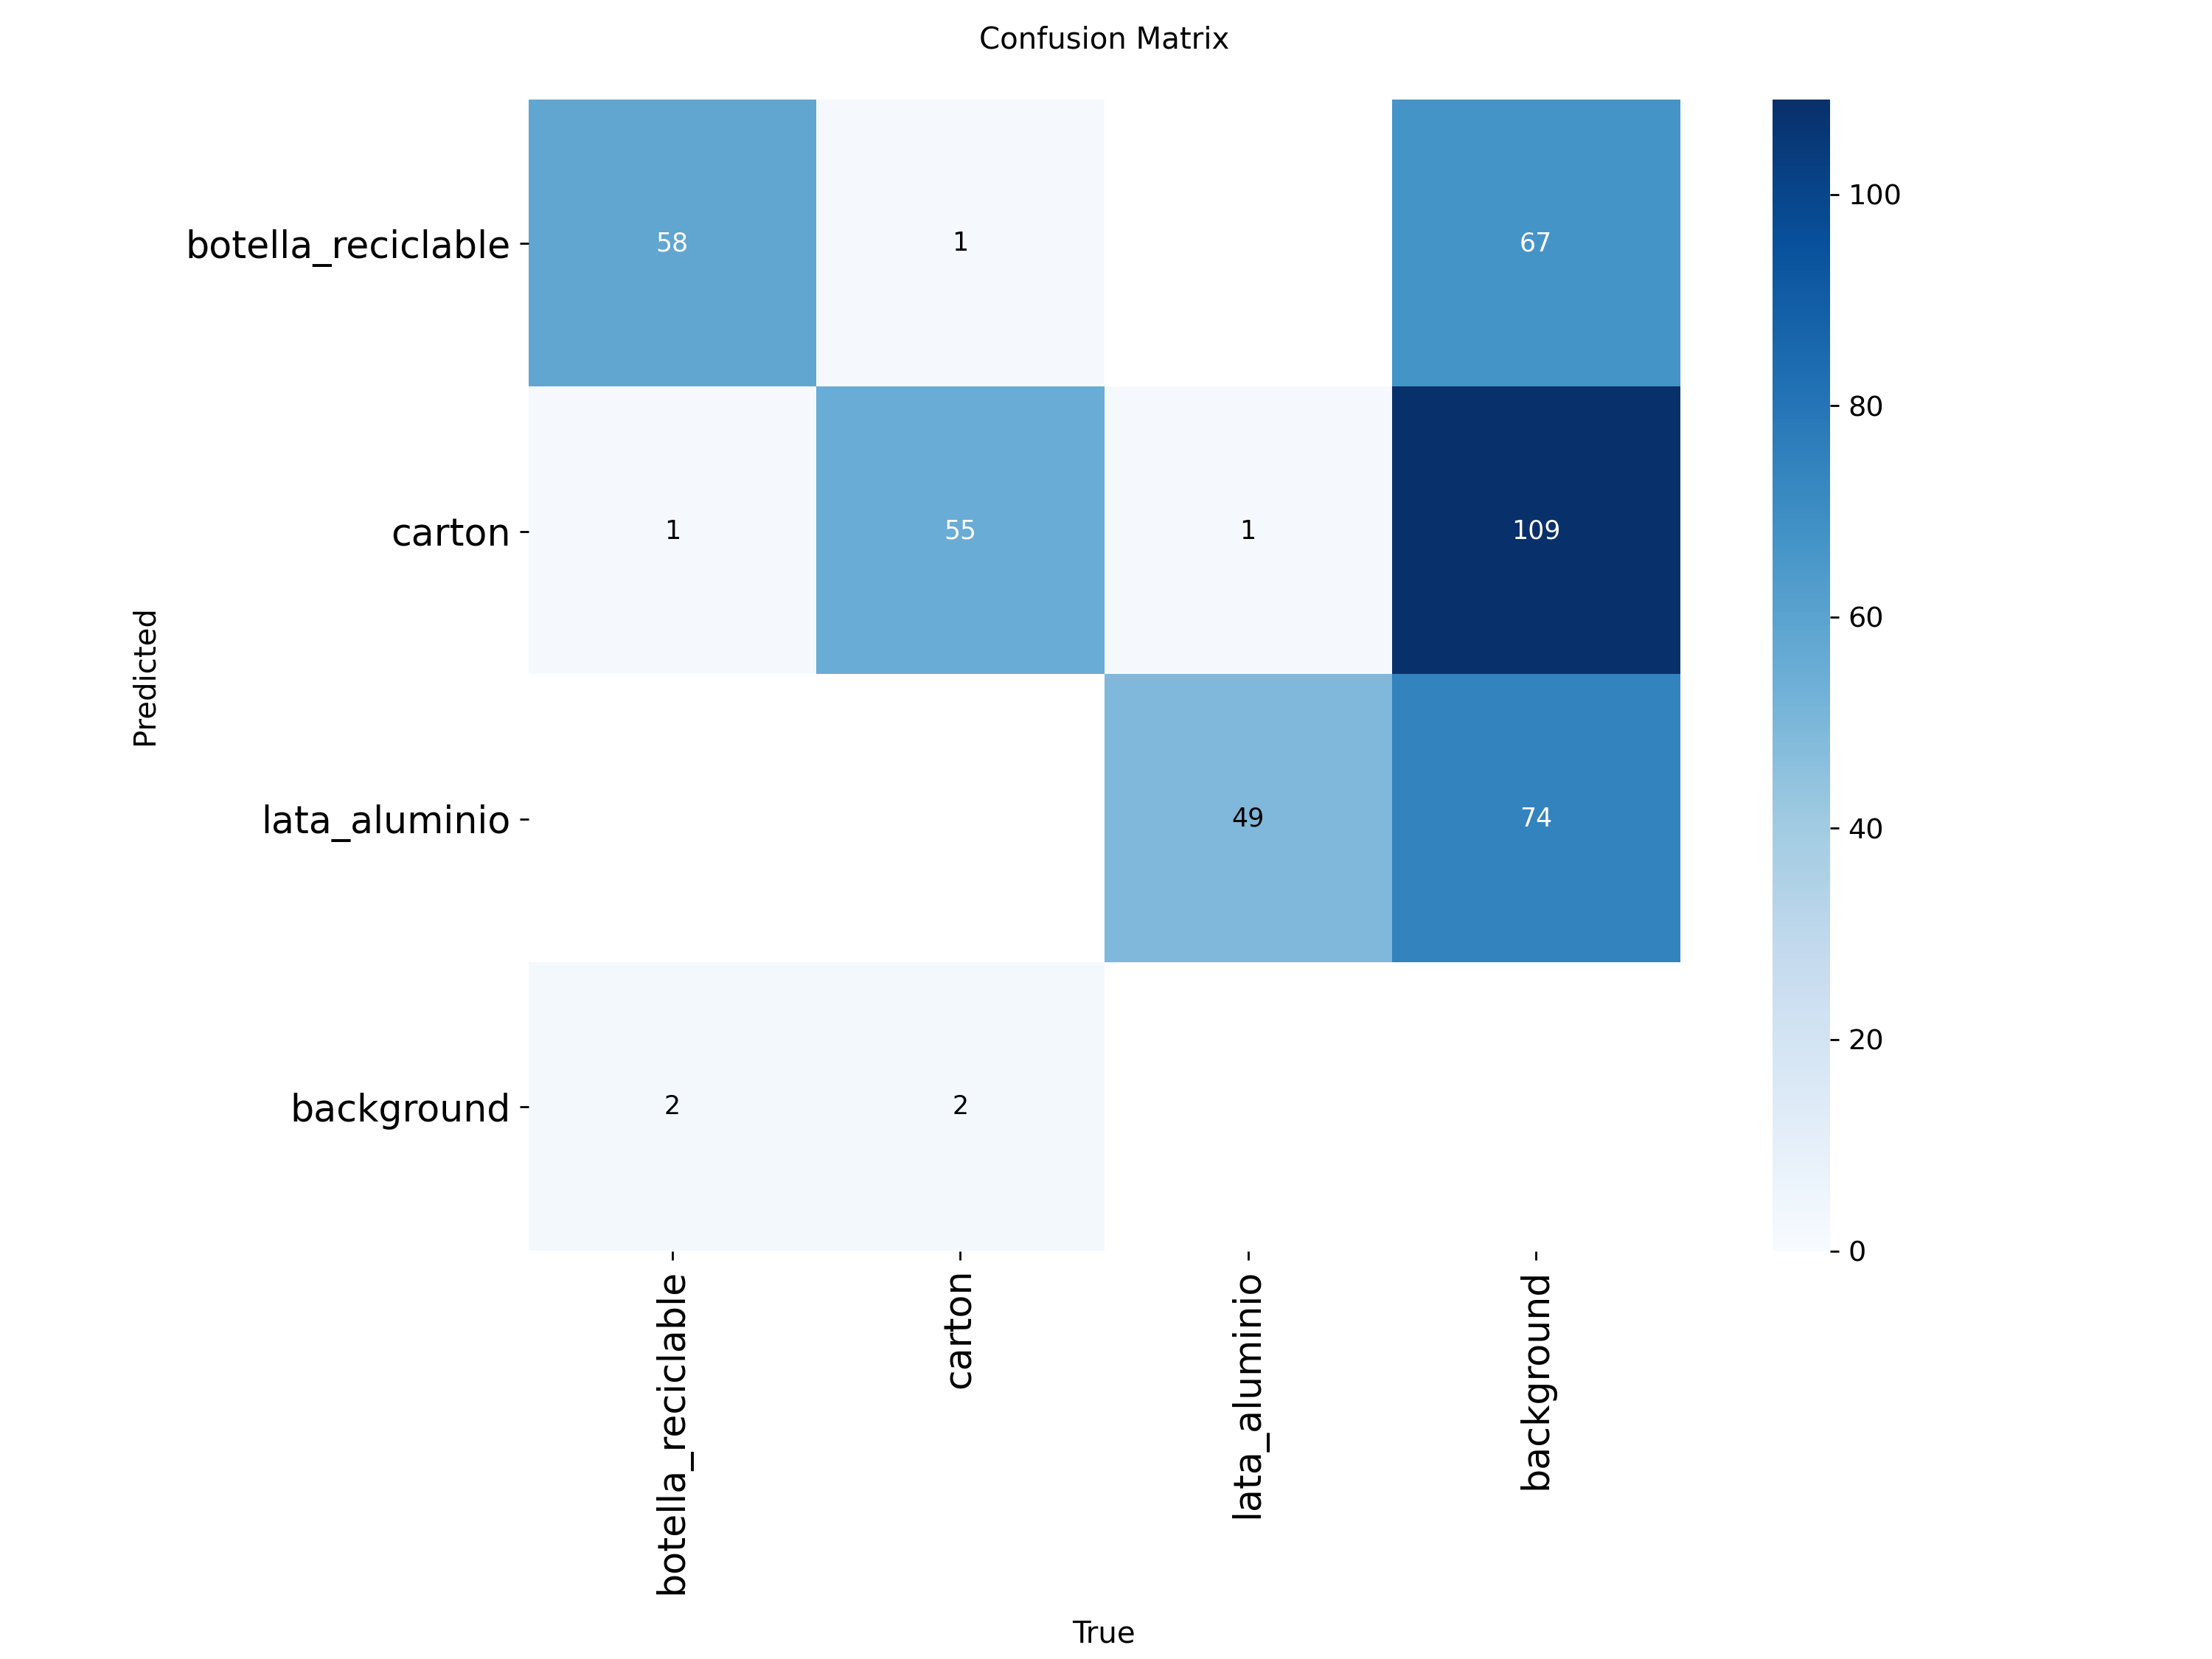 Confusion Matrix
botella_reciclable
58
1
67
100
carton
1
55
1
109
80
60
Predicted
lata_aluminio
49
74
40
20
background
2
2
0
botella_reciclable
carton
lata_aluminio
background
True